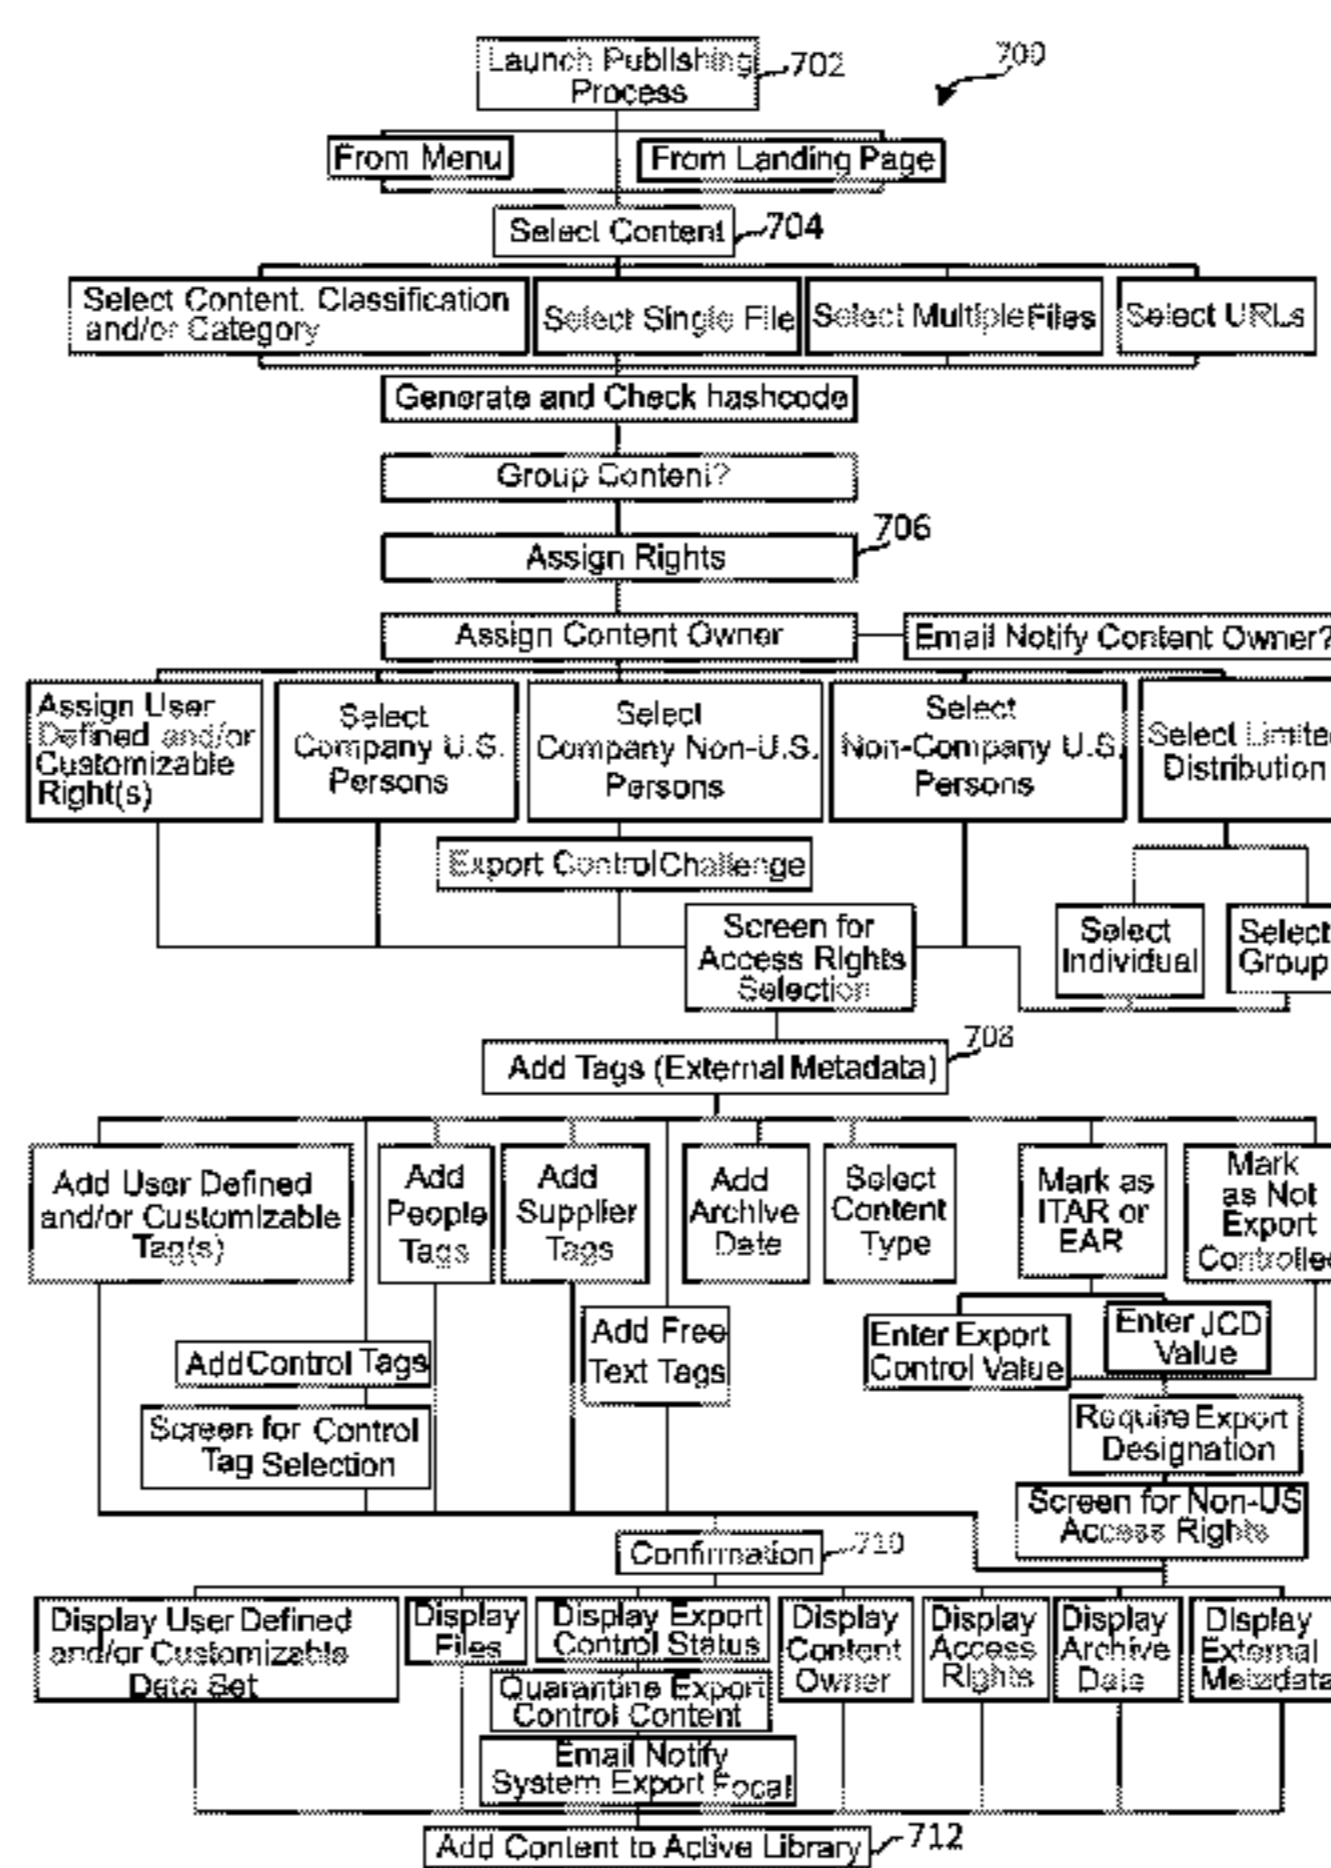 Launch Publishing
Process
702
700
From Menu
From Landing Page
Select Content
704
Select Content, Classification
and/or Category
Select Single File
Select Multiple Files
Select URLs
Generate and Check hashcode
Group Content?
Assign Rights
706
Assign Content Owner
Email Notify Content Owner?
Assign User
Defined and/or
Customizable
Right(s)
Select
Company U.S.
Persons
Select
Company Non-U.S.
Persons
Select
Non-Company U.S.
Persons
Select Limite
Distribution
Export Control Challenge
Screen for
Access Rights
Selection
Select
Individual
Select
Group
Add Tags (External Metadata)
708
Add User Defined
and/or Customizable
Tag(s)
Add
People
Tags
Add
Supplier
Tags
Add
Archive
Date
Select
Content
Type
Mark as
ITAR or
EAR
Mark
as Not
Export
Controlle
Add Control Tags
Add Free
Text Tags
Enter Export
Control Value
Enter JCD
Value
Screen for Control
Tag Selection
Require Export
Designation
Screen for Non-US
Access Rights
Confirmation
710
Display User Defined
and/or Customizable
Data Set
Display
Files
Display Export
Control Status
Display
Content
Owner
Display
Access
Rights
Display
Archive
Date
Display
External
Metadata
Quarantine Export
Control Content
Email Notify
System Export Focal
Add Content to Active Library
712